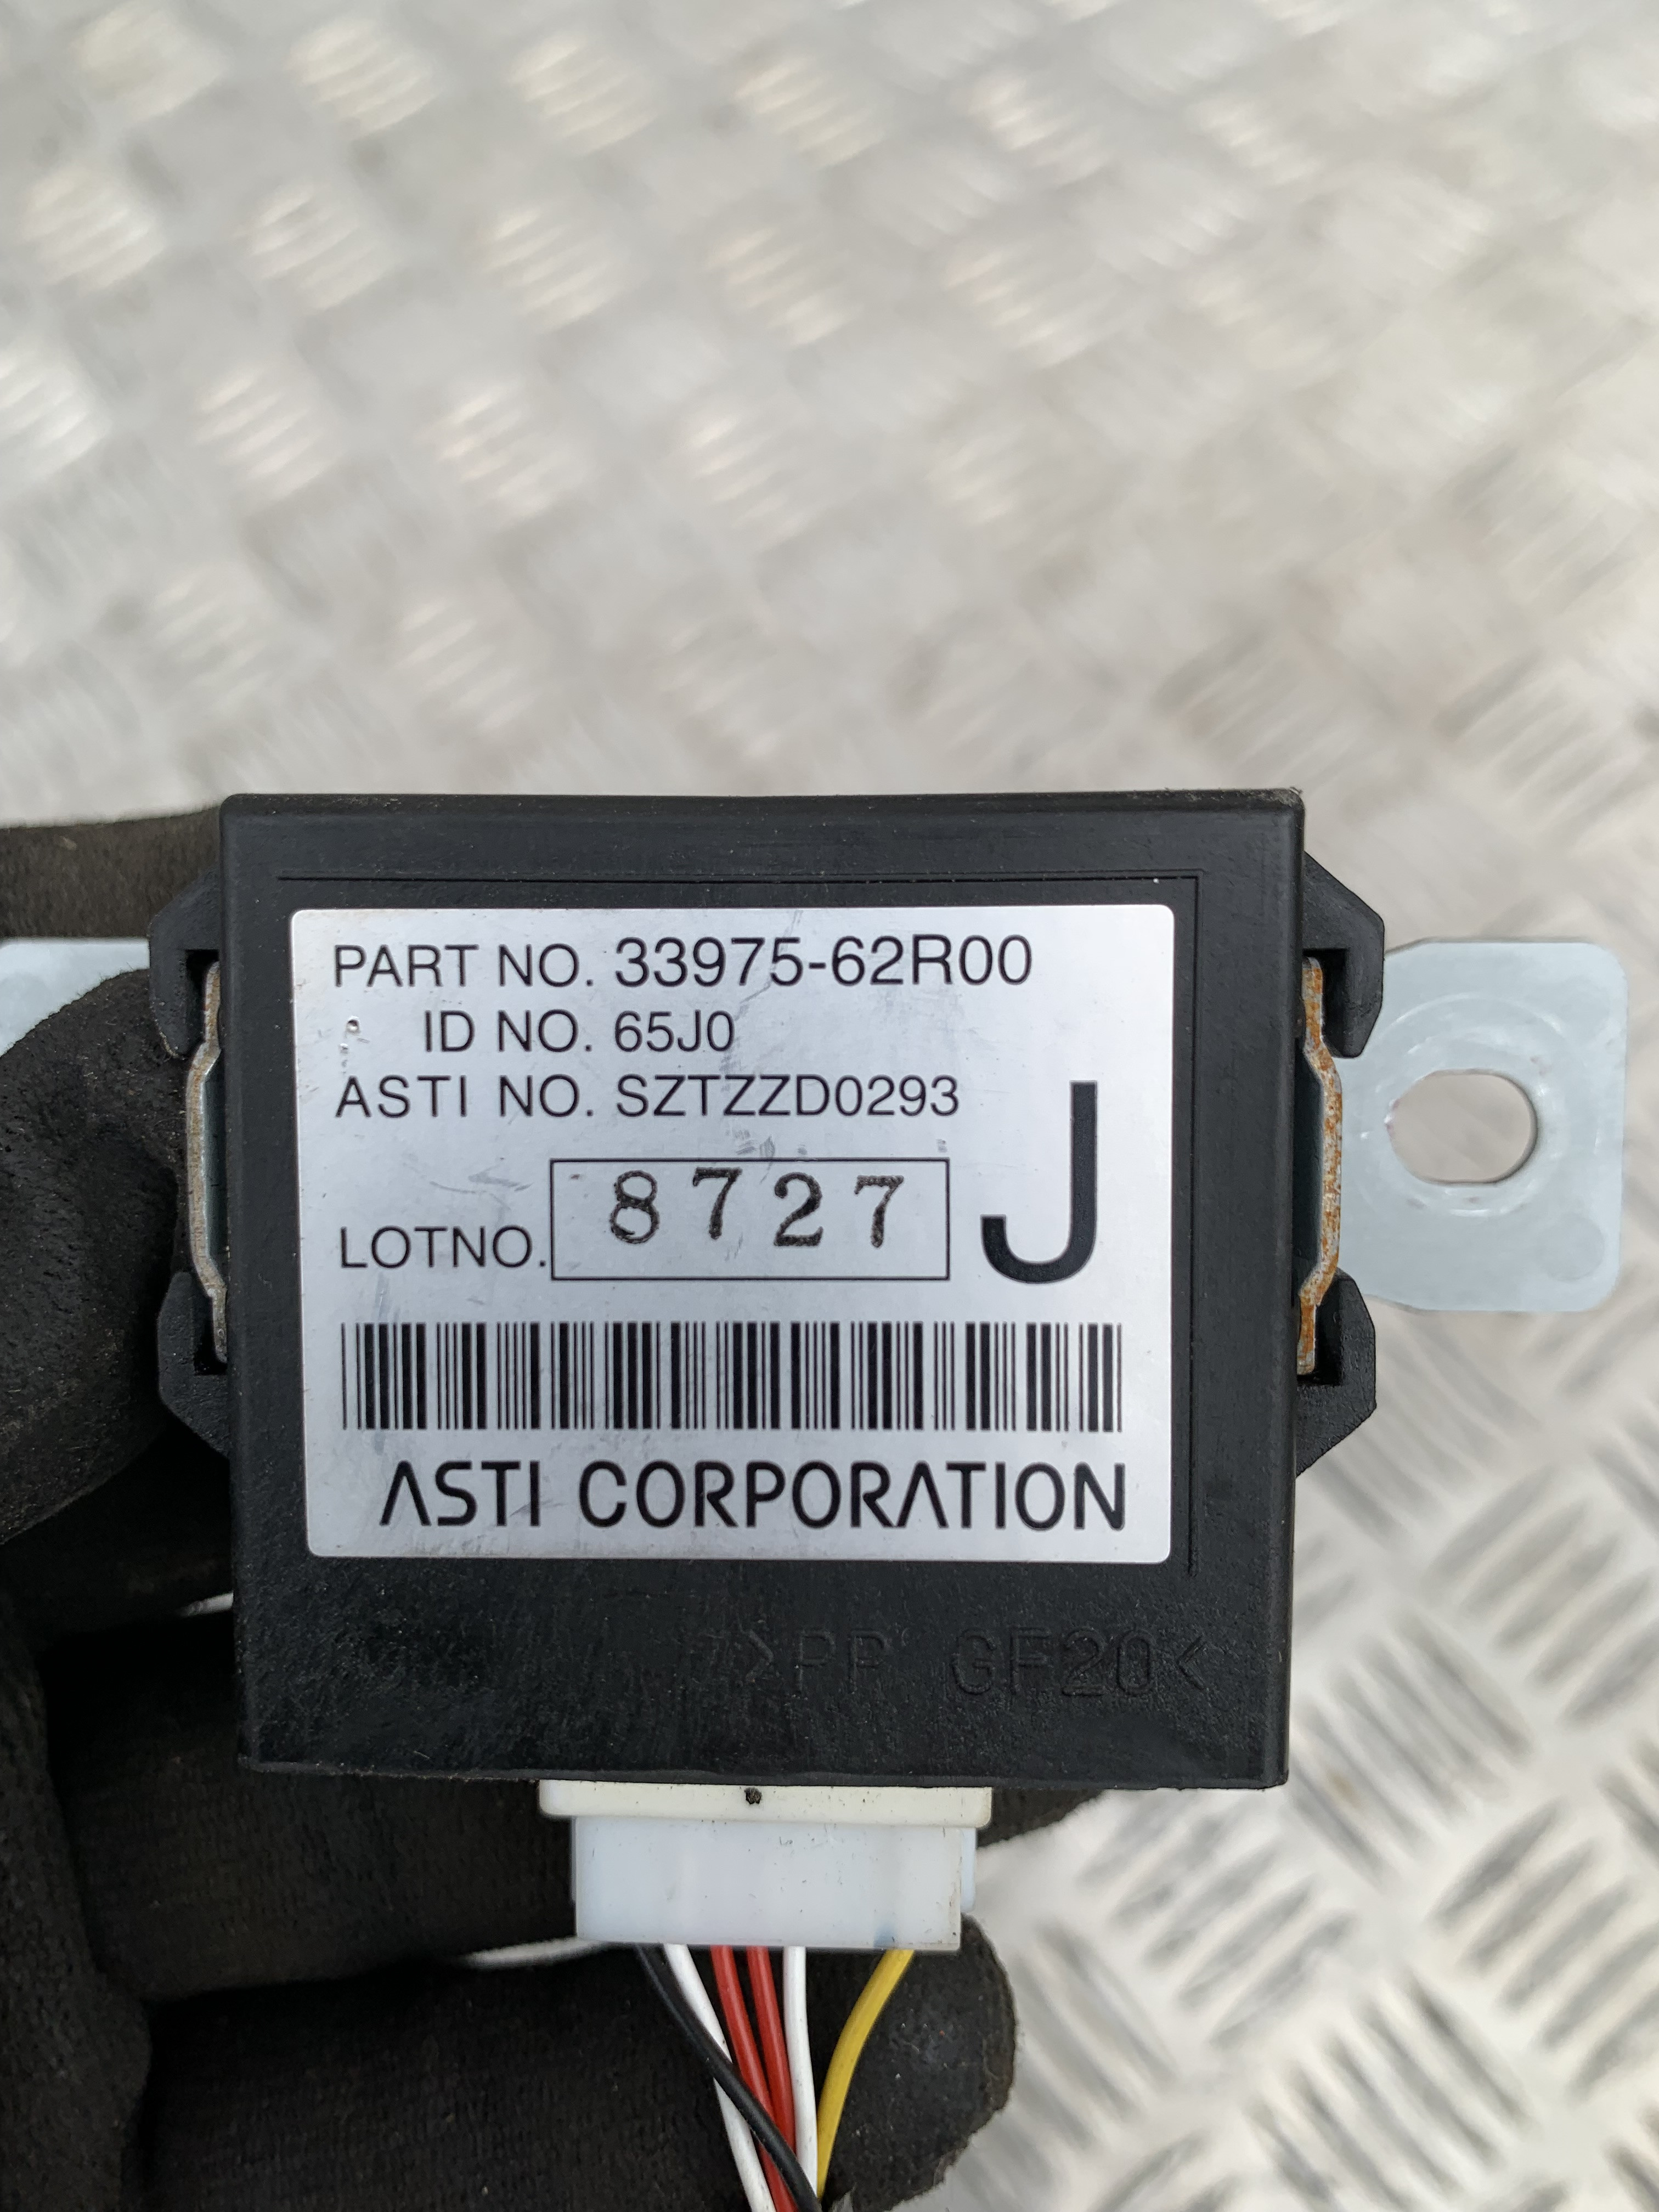 PART NO. 33975-62R00
ID NO. 65J0
ASTI NO. SZTZZD0293
J
LOTNO. 8727
ASTI CORPORATION
>PP GF20<